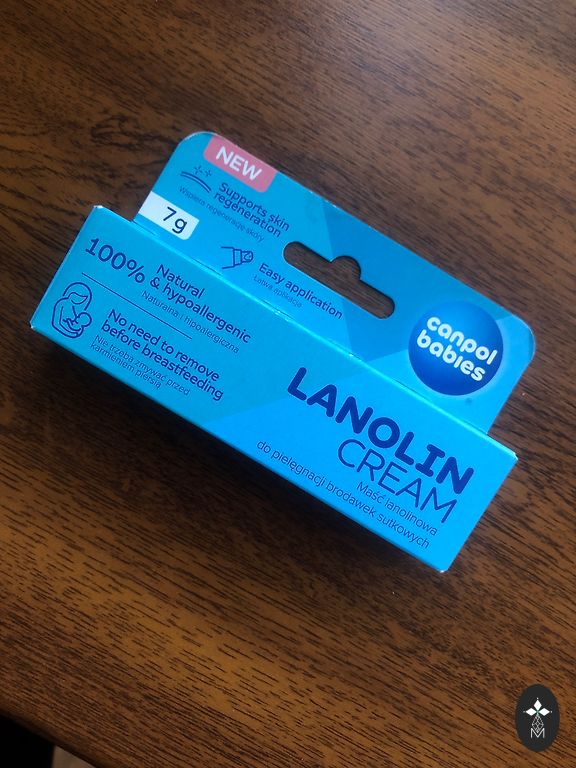 NEW
Supports skin
regeneration
Wspiera regenerację skóry
7g
Easy application
Łatwa aplikacja
canpol
babies
100%
Natural
& hypoallergenic
Naturalna i hipoalergiczna
No need to remove
before breastfeeding
Nie trzeba zmywać przed
karmieniem piersią
LANOLIN
CREAM
Maść lanolinowa
do pielęgnacji brodawek sutkowych
M